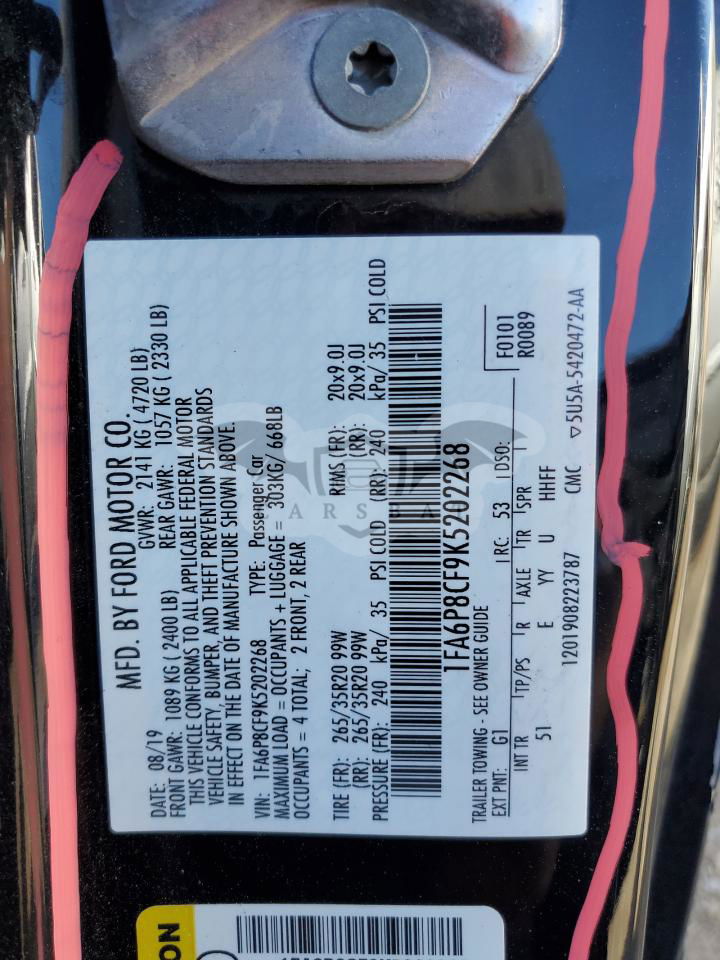 MFD. BY FORD MOTOR CO.
DATE: 08/19 GVWR: 2141 KG ( 4720 LB)
FRONT GAWR: 1089 KG ( 2400 LB) REAR GAWR: 1057 KG ( 2330 LB)
THIS VEHICLE CONFORMS TO ALL APPLICABLE FEDERAL MOTOR
VEHICLE SAFETY, BUMPER, AND THEFT PREVENTION STANDARDS
IN EFFECT ON THE DATE OF MANUFACTURE SHOWN ABOVE.
VIN: 1FA6P8CF9K5202268 TYPE: Passenger Car
MAXIMUM LOAD = OCCUPANTS + LUGGAGE = 303KG/ 668LB
OCCUPANTS = 4 TOTAL; 2 FRONT, 2 REAR
TIRE (FR): 265/35R20 99W RIMS (FR): 20x9.0J
(RR): 265/35R20 99W (RR): 20x9.0J
PRESSURE (FR): 240 kPa/ 35 PSI COLD (RR): 240 kPa/ 35 PSI COLD
1FA6P8CF9K5202268
TRAILER TOWING - SEE OWNER GUIDE
F0101
R0089
EXT PNT: G1 RC: 53 DSO:
INT TR TP/PS R AXLE TR SPR
51 E YY U HHFF
1201908223787 CMC ▽5U5A-5420472-AA
ARSBA
ON